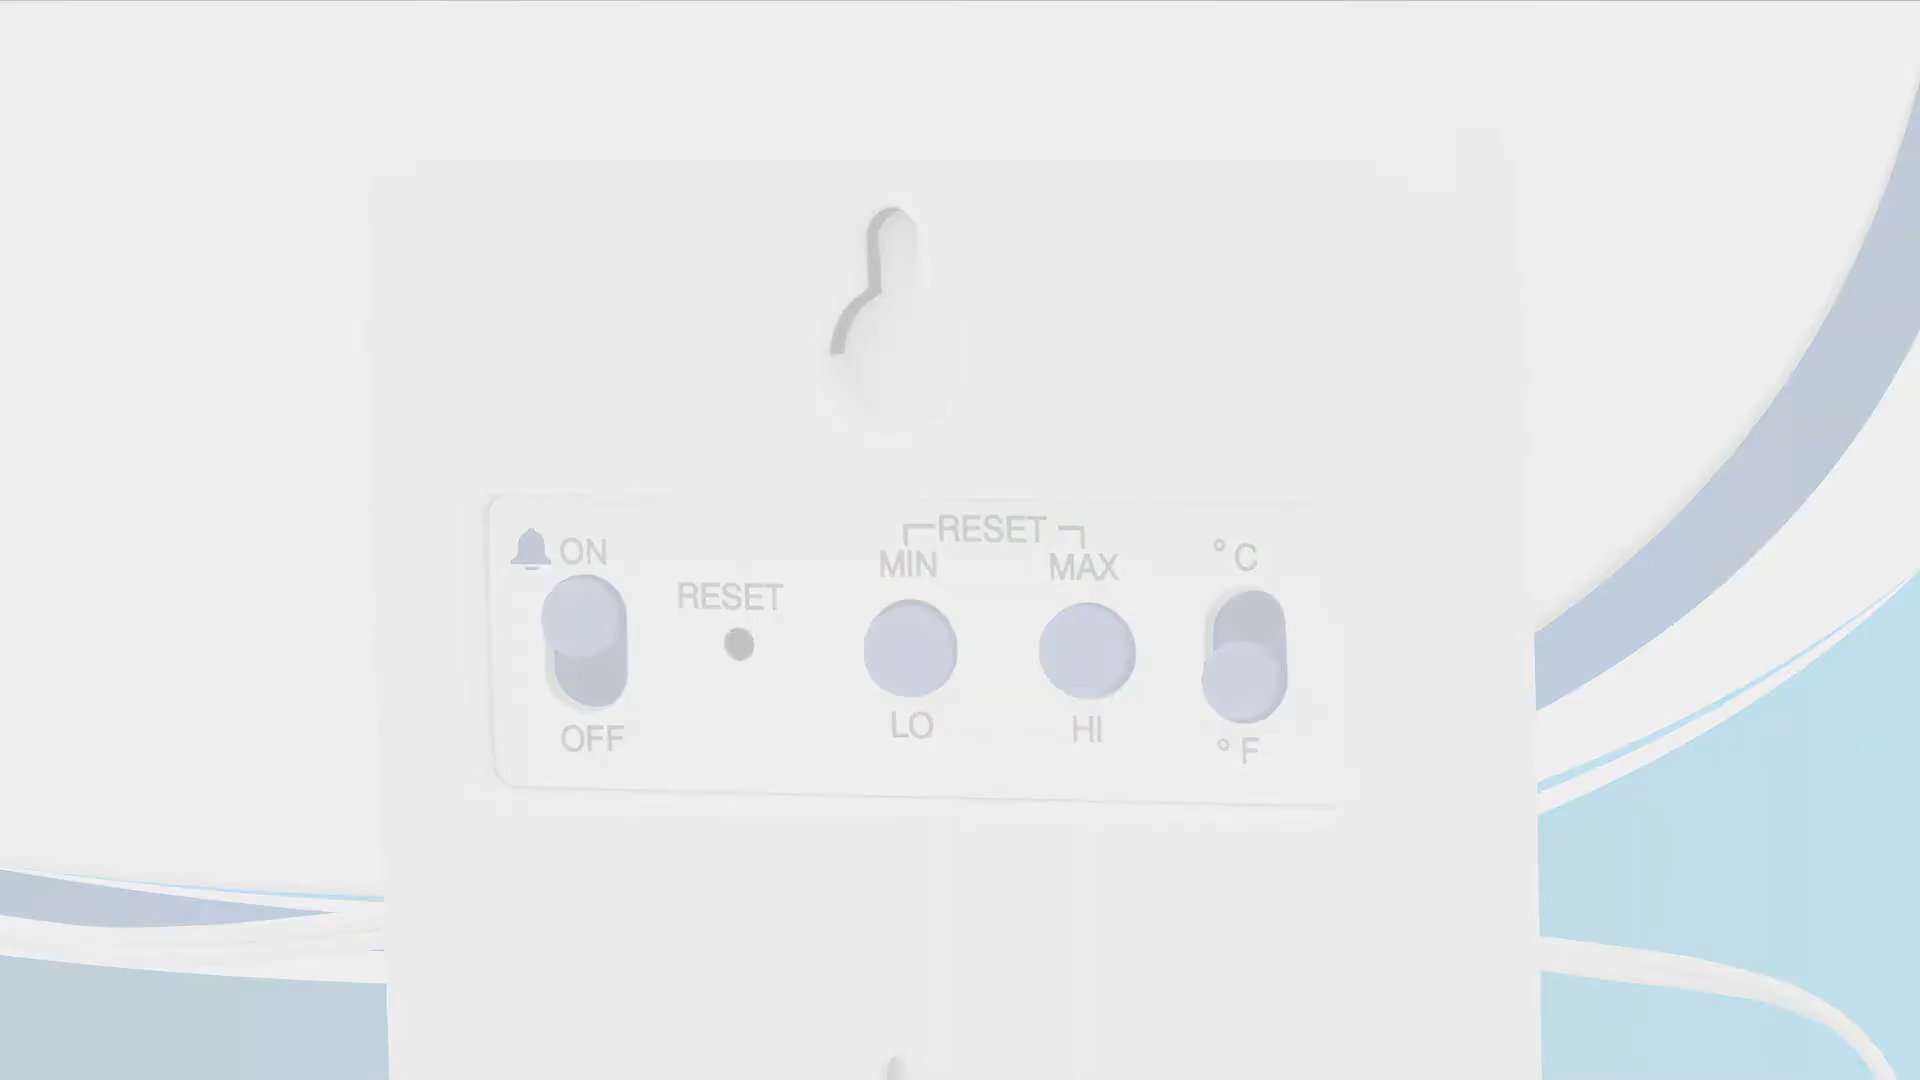 ON
OFF
RESET
RESET
MIN MAX
LO HI
°C
°F